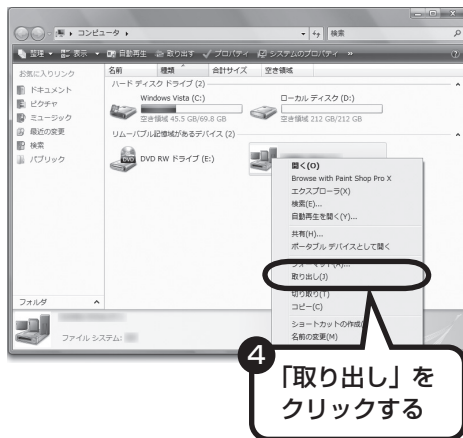 コンピュータ
検索
整理 表示 自動再生 取り出す プロパティ システムのプロパティ »
お気に入りリンク
ドキュメント
ピクチャ
ミュージック
最近の変更
検索
パブリック
フォルダ
名前 種類 合計サイズ 空き領域
ハード ディスク ドライブ (2)
Windows Vista (C:)
空き領域 45.5 GB/69.8 GB
ローカル ディスク (D:)
空き領域 212 GB/212 GB
リムーバブル記憶域があるデバイス (2)
DVD RW ドライブ (E:)
開く(O)
Browse with Paint Shop Pro X
エクスプローラ(X)
検索(E)...
自動再生を開く(Y)...
共有(H)...
ポータブル デバイスとして開く
フォーマット(A)...
取り出し(J)
切り取り(T)
コピー(C)
ショートカットの作成
名前の変更(M)
ファイル システム:
4
「取り出し」を
クリックする